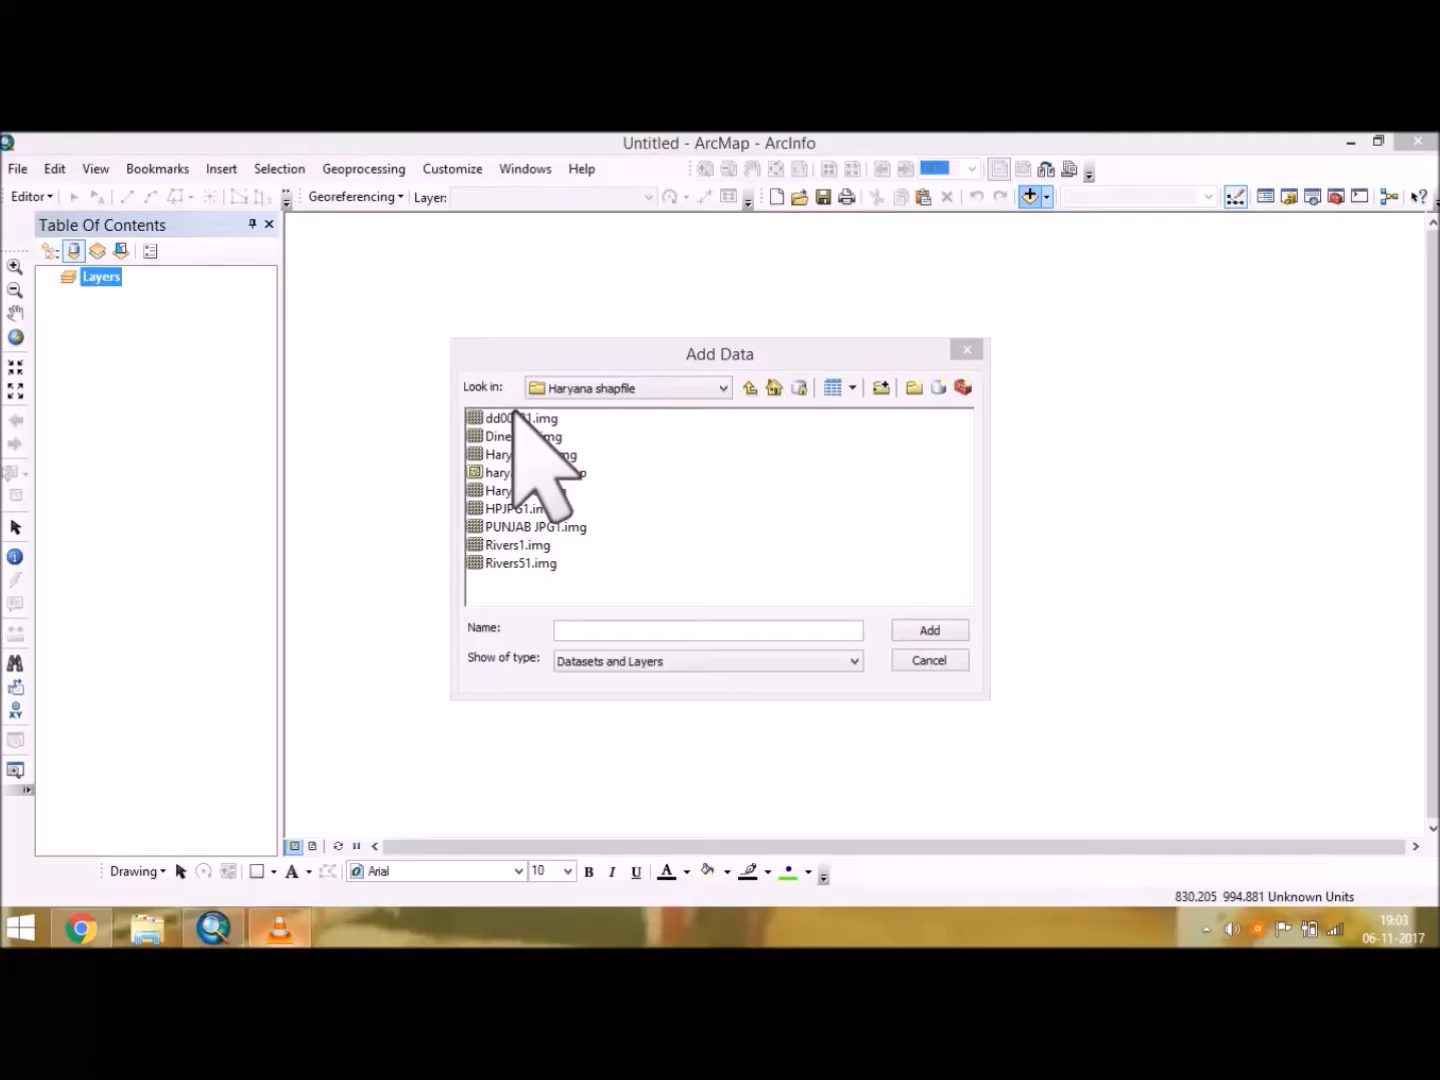 Untitled - ArcMap - ArcInfo
File Edit View Bookmarks Insert Selection Geoprocessing Customize Windows Help
Editor Georeferencing Layer:
Table Of Contents
Layers
Add Data
Look in: Haryana shapfile
PUNJAB JPG1.img
Rivers1.img
Rivers51.img
Name: Add
Show of type: Datasets and Layers Cancel
XY
Drawing A Arial 10 B I U A
830.205 994.881 Unknown Units
19:03
06-11-2017